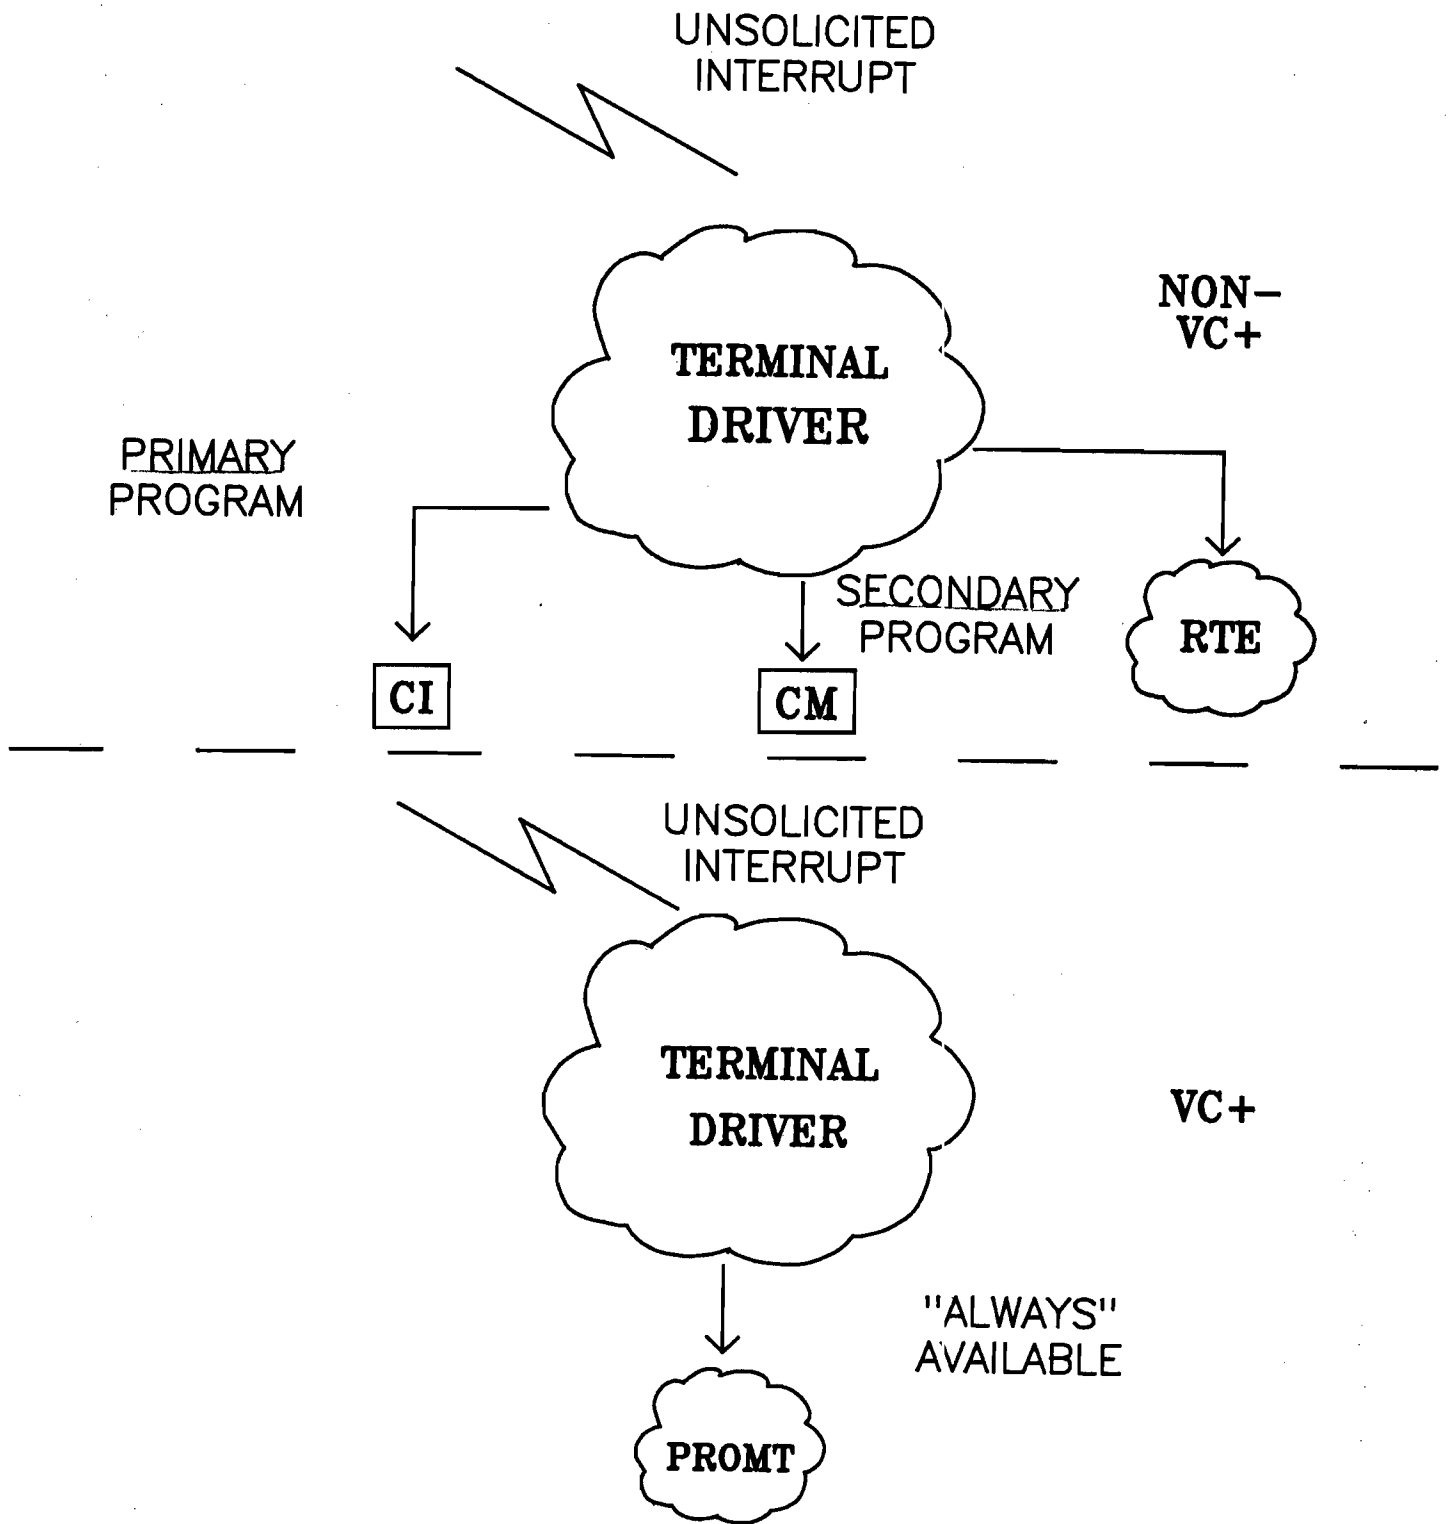 UNSOLICITED
INTERRUPT
NON-
VC+
TERMINAL
DRIVER
PRIMARY
PROGRAM
SECONDARY
PROGRAM
RTE
CI
CM
UNSOLICITED
INTERRUPT
TERMINAL
DRIVER
VC+
"ALWAYS"
AVAILABLE
PROMT